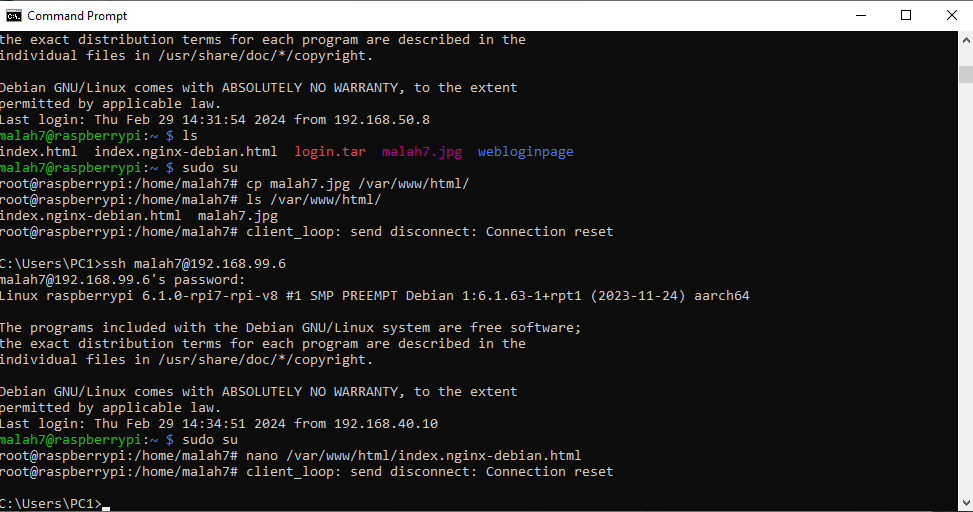 Command Prompt
the exact distribution terms for each program are described in the
individual files in /usr/share/doc/*/copyright.
Debian GNU/Linux comes with ABSOLUTELY NO WARRANTY, to the extent
permitted by applicable law.
Last login: Thu Feb 29 14:31:54 2024 from 192.168.50.8
malah7@raspberrypi:~ $ ls
index.html  index.nginx-debian.html  login.tar  malah7.jpg  webloginpage
malah7@raspberrypi:~ $ sudo su
root@raspberrypi:/home/malah7# cp malah7.jpg /var/www/html/
root@raspberrypi:/home/malah7# ls /var/www/html/
index.nginx-debian.html  malah7.jpg
root@raspberrypi:/home/malah7# client_loop: send disconnect: Connection reset
C:\Users\PC1>ssh malah7@192.168.99.6
malah7@192.168.99.6's password:
Linux raspberrypi 6.1.0-rpi7-rpi-v8 #1 SMP PREEMPT Debian 1:6.1.63-1+rpt1 (2023-11-24) aarch64
The programs included with the Debian GNU/Linux system are free software;
the exact distribution terms for each program are described in the
individual files in /usr/share/doc/*/copyright.
Debian GNU/Linux comes with ABSOLUTELY NO WARRANTY, to the extent
permitted by applicable law.
Last login: Thu Feb 29 14:34:51 2024 from 192.168.40.10
malah7@raspberrypi:~ $ sudo su
root@raspberrypi:/home/malah7# nano /var/www/html/index.nginx-debian.html
root@raspberrypi:/home/malah7# client_loop: send disconnect: Connection reset
C:\Users\PC1>